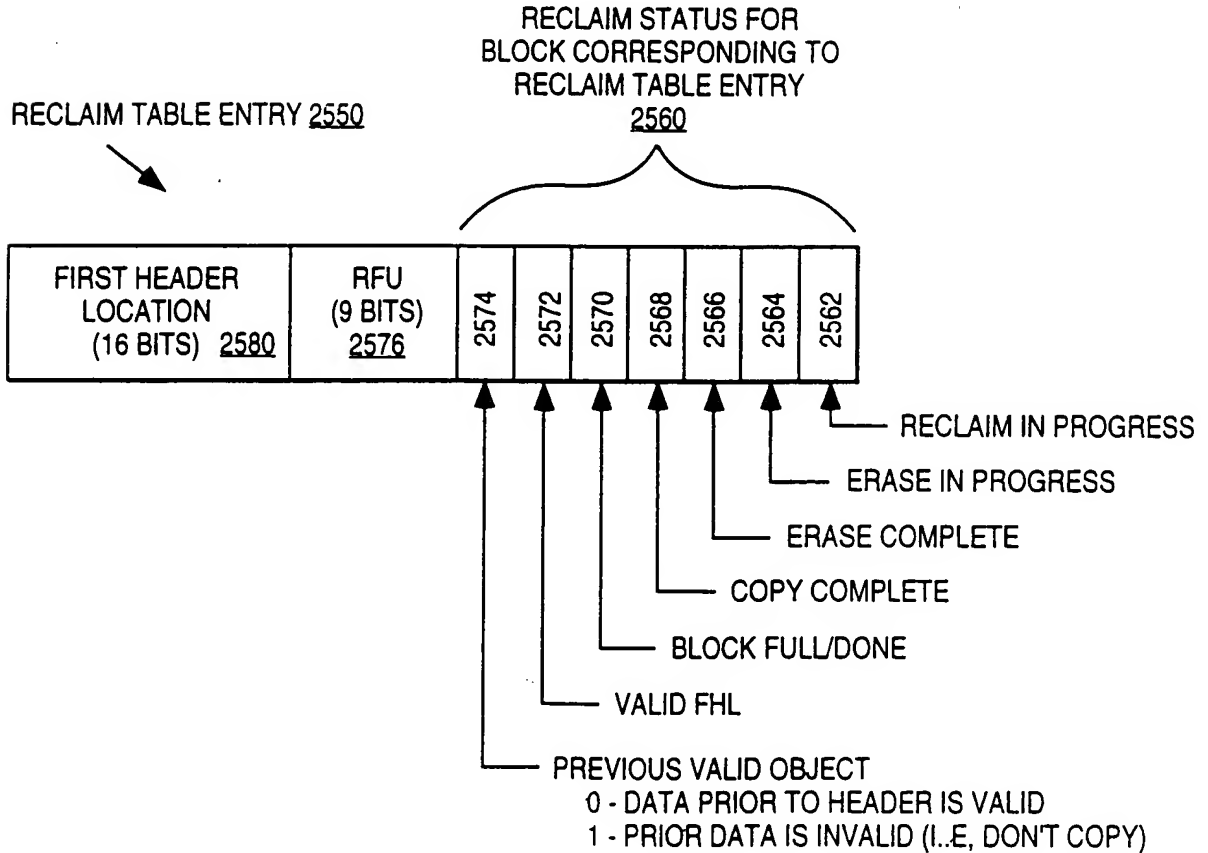 RECLAIM STATUS FOR
BLOCK CORRESPONDING TO
RECLAIM TABLE ENTRY
2560
RECLAIM TABLE ENTRY 2550
FIRST HEADER
LOCATION
(16 BITS) 2580
RFU
(9 BITS)
2576
2574
2572
2570
2568
2566
2564
2562
RECLAIM IN PROGRESS
ERASE IN PROGRESS
ERASE COMPLETE
COPY COMPLETE
BLOCK FULL/DONE
VALID FHL
PREVIOUS VALID OBJECT
0 - DATA PRIOR TO HEADER IS VALID
1 - PRIOR DATA IS INVALID (I..E, DON'T COPY)